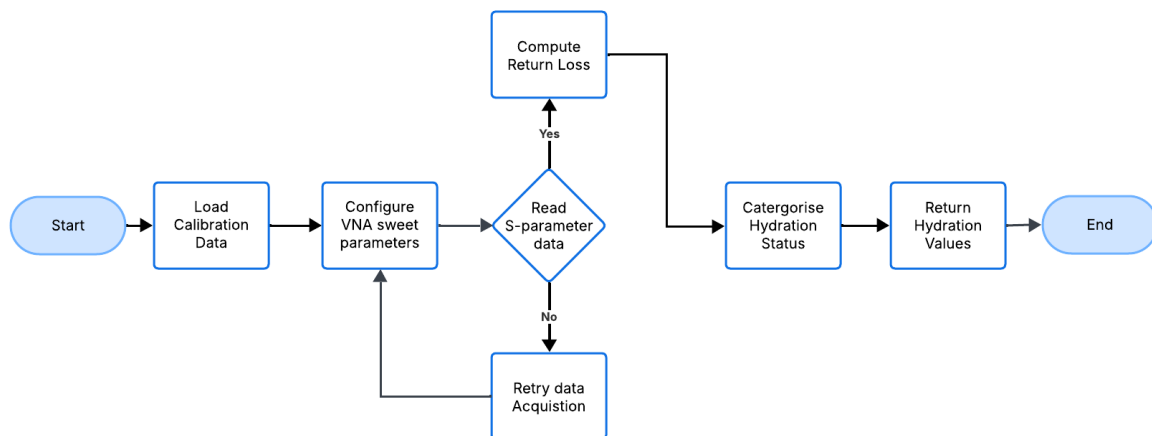 Compute
Return Loss
Yes
Start
Load
Calibration
Data
Configure
VNA sweet
parameters
Read
S-parameter
data
Catergorise
Hydration
Status
Return
Hydration
Values
End
No
Retry data
Acquistion